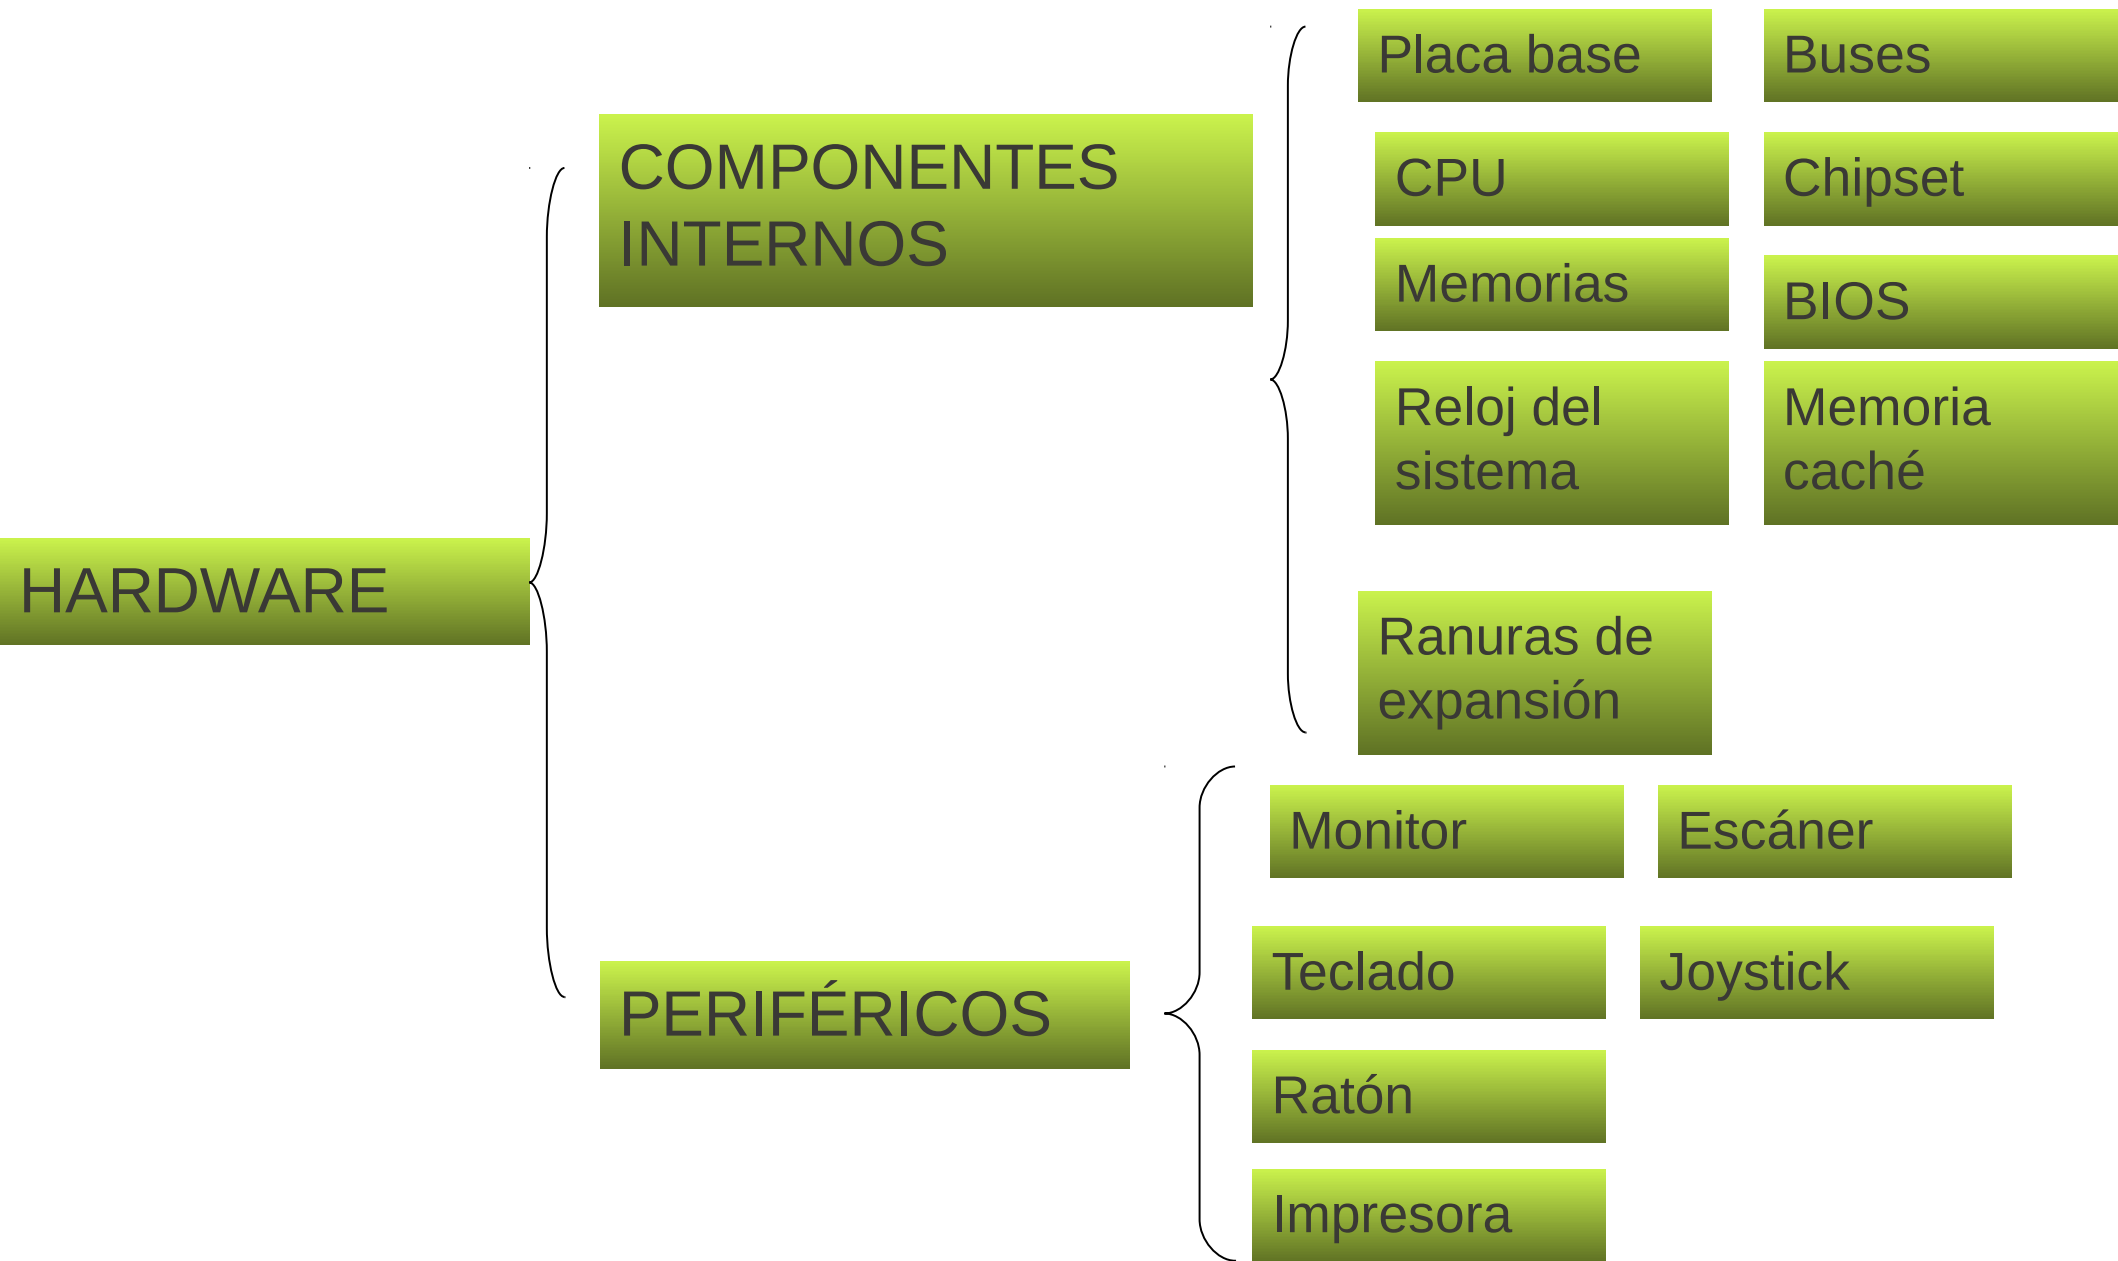 HARDWARE
COMPONENTES
INTERNOS
Placa base
Buses
CPU
Chipset
Memorias
BIOS
Reloj del
sistema
Memoria
caché
Ranuras de
expansión
PERIFÉRICOS
Monitor
Escáner
Teclado
Joystick
Ratón
Impresora